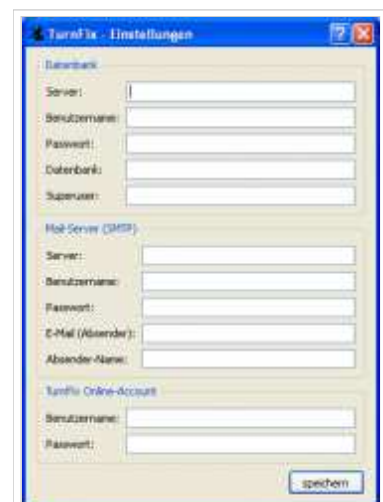 TurnFix - Einstellungen
Datenbank
Server:
Benutzername:
Passwort:
Datenbank:
Superuser:
Mail-Server (SMTP)
Server:
Benutzername:
Passwort:
E-Mail (Absender):
Absender-Name:
TurnFix Online-Account
Benutzername:
Passwort:
speichern